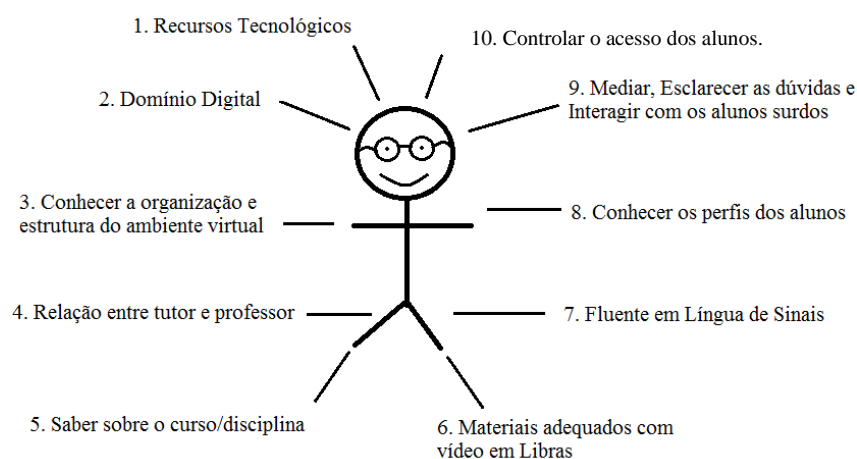 1. Recursos Tecnológicos
2. Domínio Digital
3. Conhecer a organização e
estrutura do ambiente virtual
4. Relação entre tutor e professor
5. Saber sobre o curso/disciplina
6. Materiais adequados com
vídeo em Libras
7. Fluente em Língua de Sinais
8. Conhecer os perfis dos alunos
9. Mediar, Esclarecer as dúvidas e
Interagir com os alunos surdos
10. Controlar o acesso dos alunos.